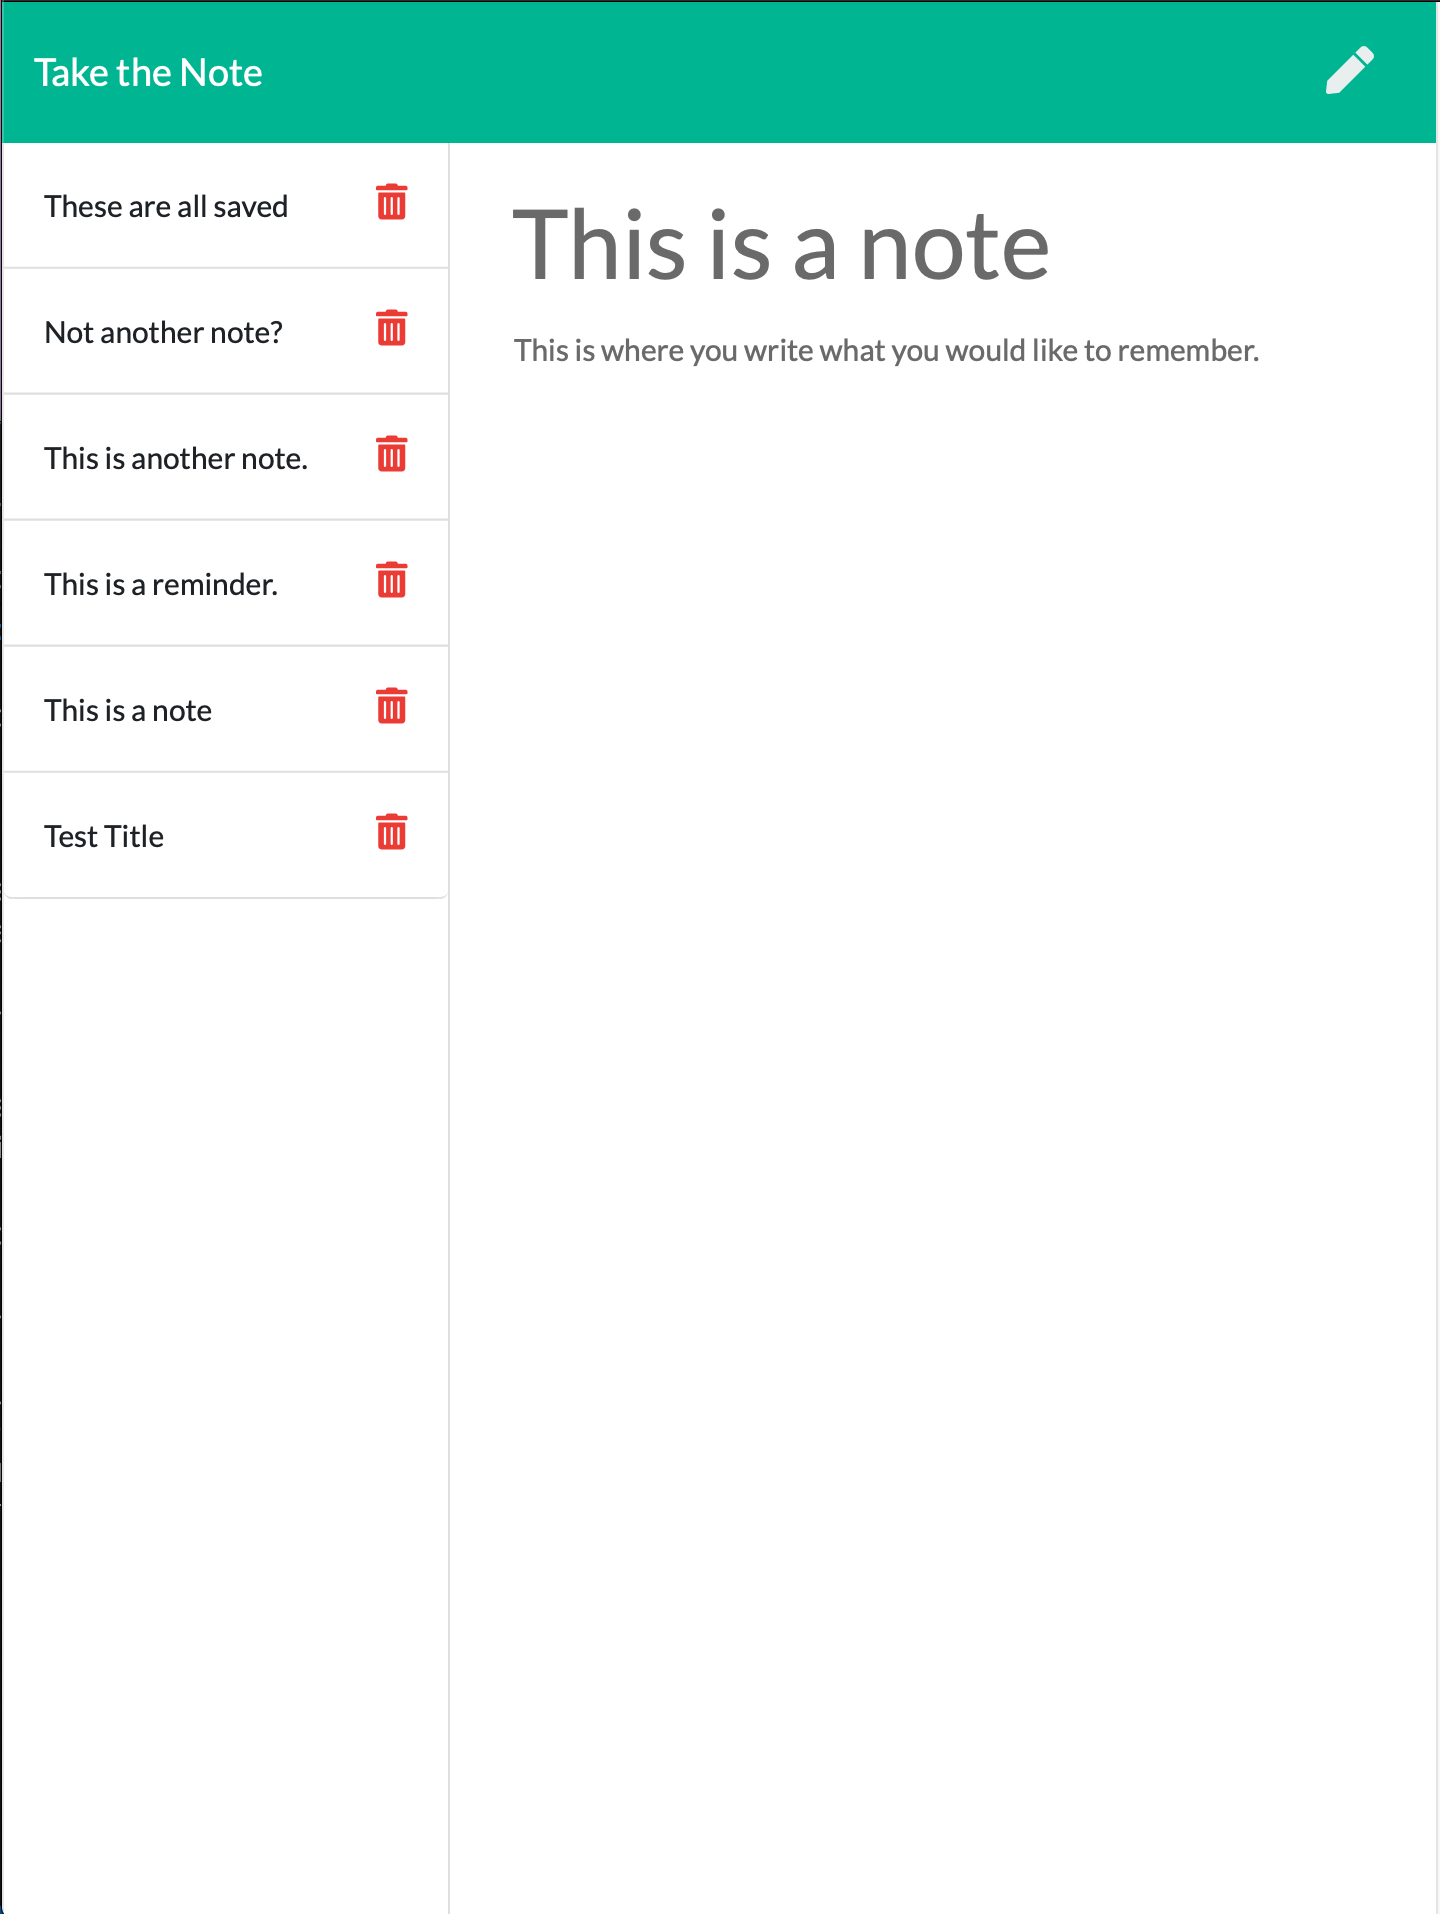 Take the Note
These are all saved
Not another note?
This is another note.
This is a reminder.
This is a note
Test Title
This is a note
This is where you write what you would like to remember.